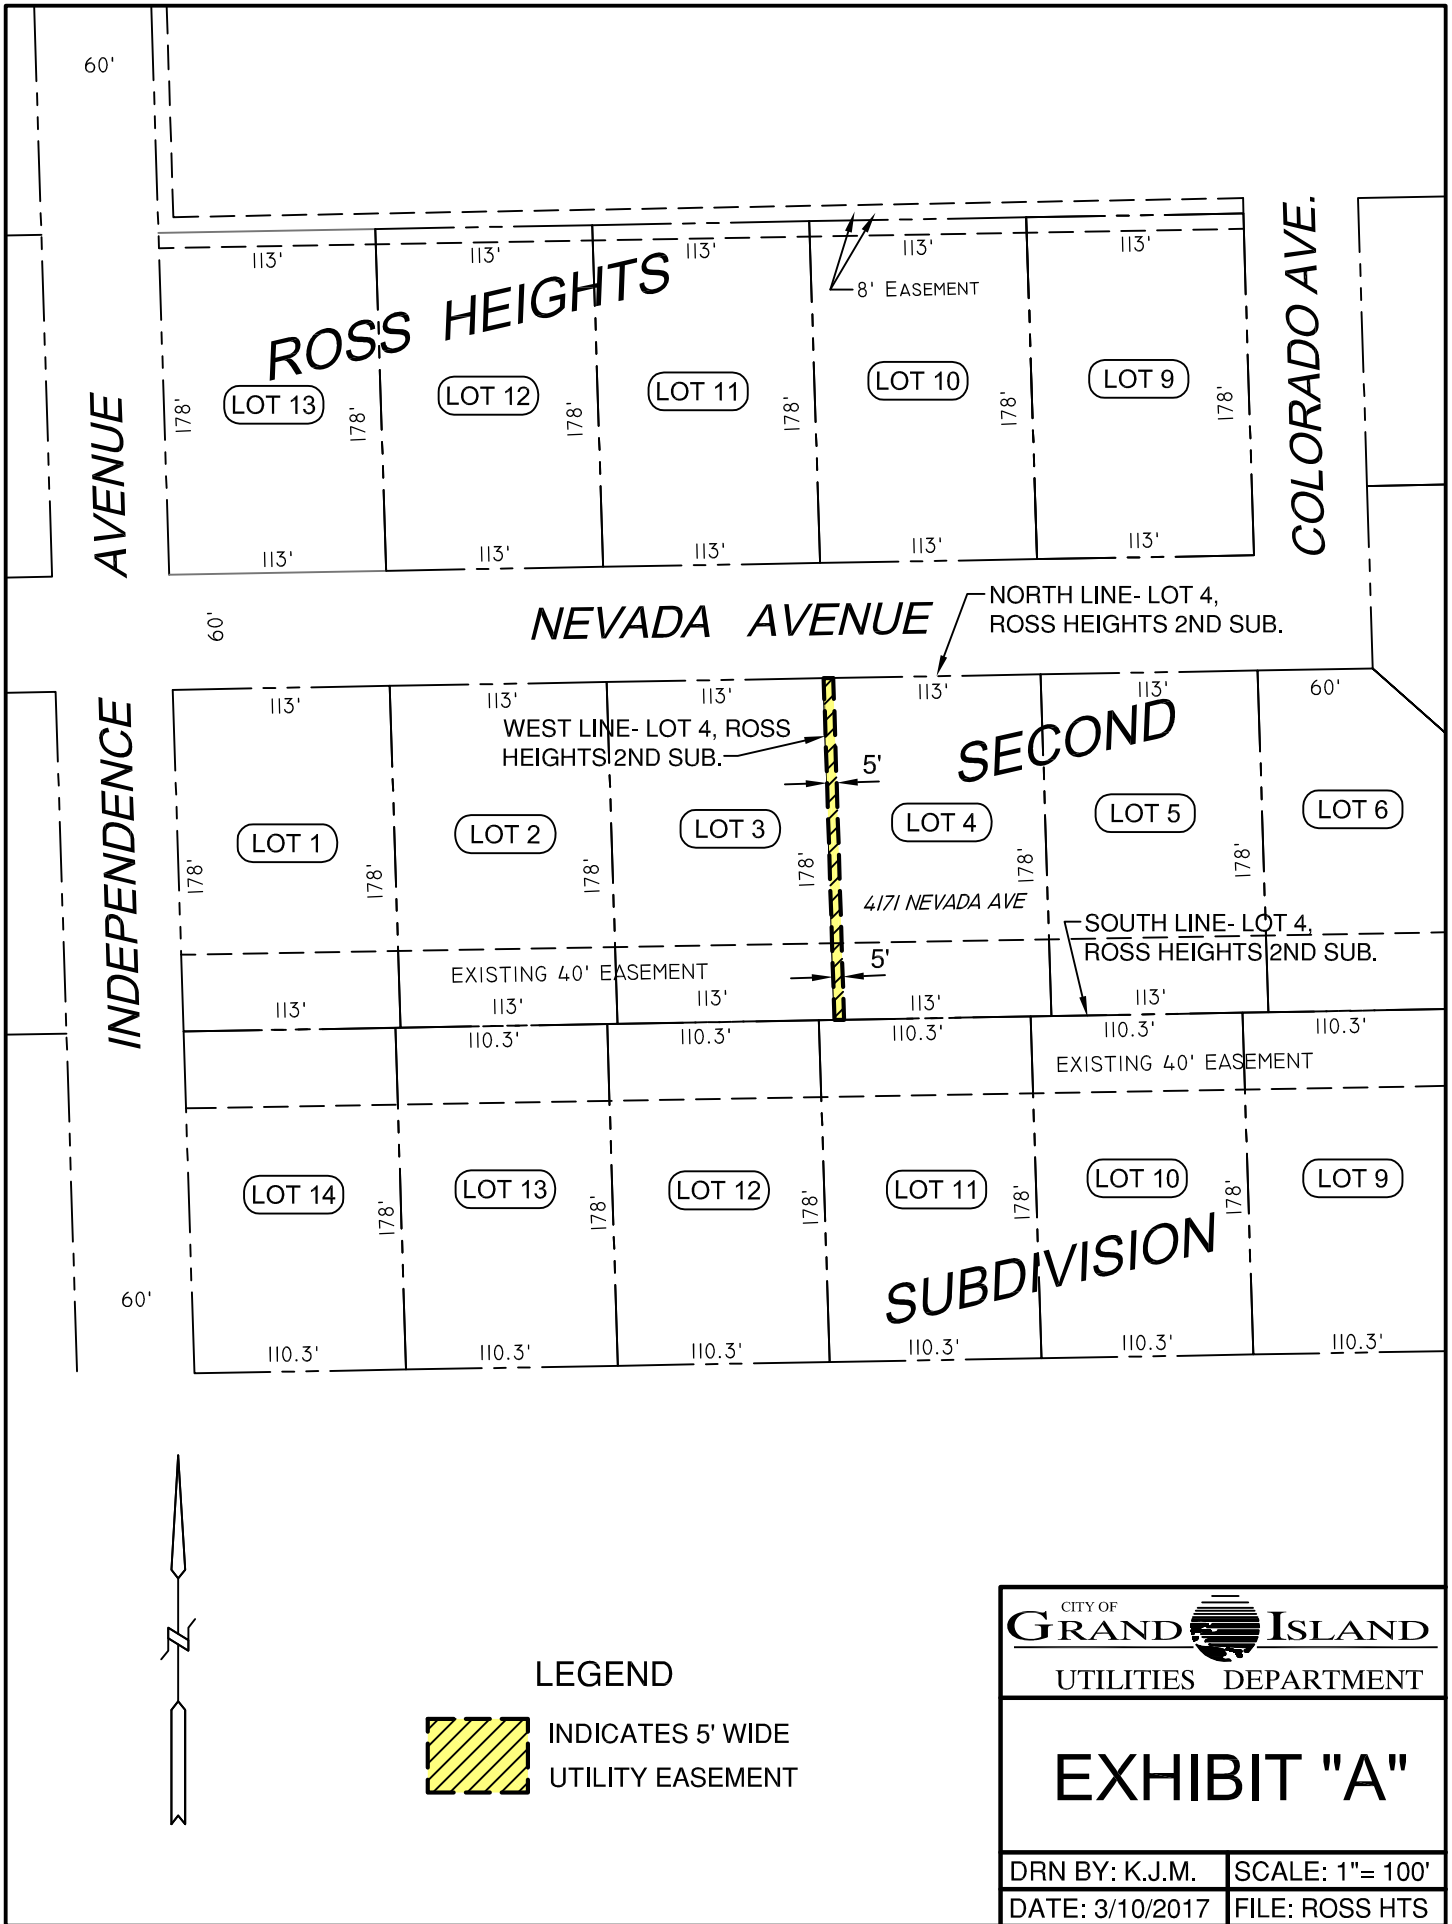 60'
113'
113'
113'
113'
113'
8' EASEMENT
ROSS HEIGHTS
LOT 13
LOT 12
LOT 11
LOT 10
LOT 9
178'
178'
178'
178'
178'
178'
113'
113'
113'
113'
113'
COLORADO AVE.
INDEPENDENCE AVENUE
60'
NEVADA AVENUE
NORTH LINE- LOT 4,
ROSS HEIGHTS 2ND SUB.
113'
113'
113'
113'
113'
60'
WEST LINE- LOT 4, ROSS
HEIGHTS 2ND SUB.
SECOND
5'
LOT 1
LOT 2
LOT 3
LOT 4
LOT 5
LOT 6
178'
178'
178'
178'
178'
178'
4171 NEVADA AVE
SOUTH LINE- LOT 4,
ROSS HEIGHTS 2ND SUB.
EXISTING 40' EASEMENT
5'
113'
113'
113'
113'
113'
110.3'
110.3'
110.3'
110.3'
110.3'
EXISTING 40' EASEMENT
LOT 14
LOT 13
LOT 12
LOT 11
LOT 10
LOT 9
178'
178'
178'
178'
178'
SUBDIVISION
60'
110.3'
110.3'
110.3'
110.3'
110.3'
110.3'
LEGEND
INDICATES 5' WIDE
UTILITY EASEMENT
CITY OF
GRAND ISLAND
UTILITIES DEPARTMENT
EXHIBIT "A"
DRN BY: K.J.M.
SCALE: 1"= 100'
DATE: 3/10/2017
FILE: ROSS HTS